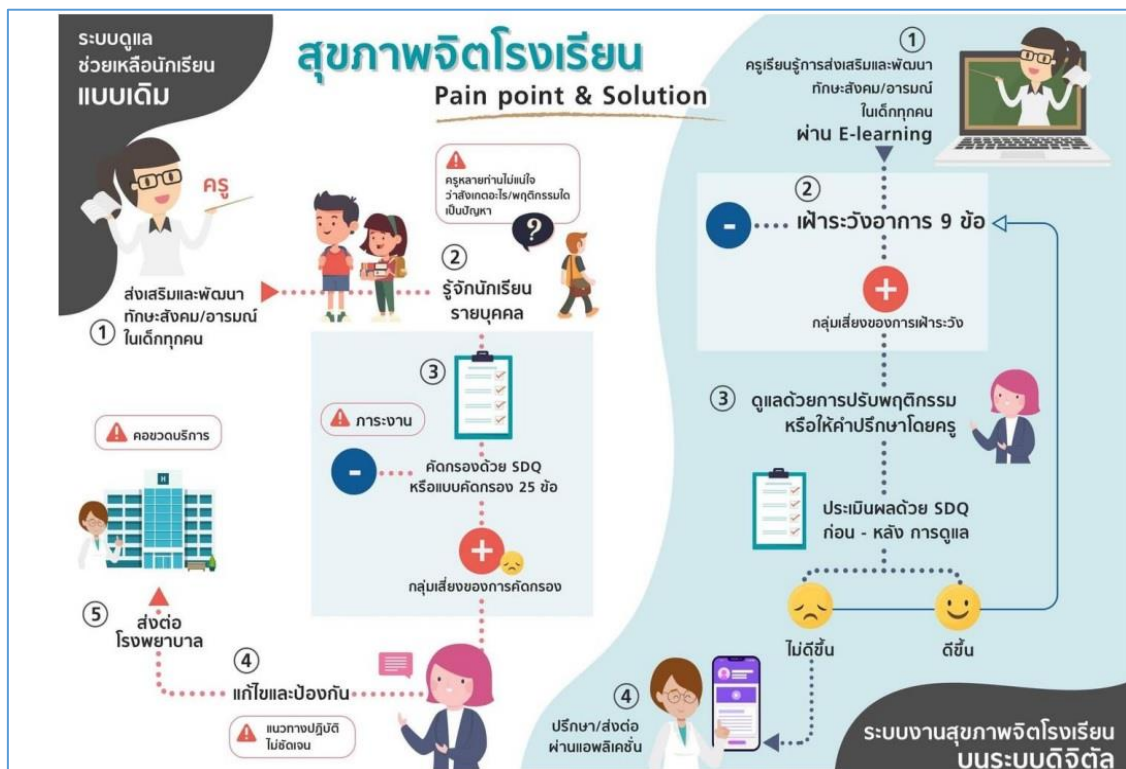 ระบบดูแล
ช่วยเหลือนักเรียน
แบบเดิม
สุขภาพจิตโรงเรียน
Pain point & Solution
ครู
1
ส่งเสริมและพัฒนา
ทักษะสังคม/อารมณ์
ในเด็กทุกคน
ครูหลายท่านไม่แน่ใจ
ว่าสังเกตอะไร/พฤติกรรมใด
เป็นปัญหา
?
2
รู้จักนักเรียน
รายบุคคล
3
ภาระงาน
-
คัดกรองด้วย SDQ
หรือแบบคัดกรอง 25 ข้อ
+
กลุ่มเสี่ยงของการคัดกรอง
4
แก้ไขและป้องกัน
แนวทางปฏิบัติ
ไม่ชัดเจน
คอขวดบริการ
H
5
ส่งต่อ
โรงพยาบาล
1
ครูเรียนรู้การส่งเสริมและพัฒนา
ทักษะสังคม/อารมณ์
ในเด็กทุกคน
ผ่าน E-learning
2
-
เฝ้าระวังอาการ 9 ข้อ
+
กลุ่มเสี่ยงของการเฝ้าระวัง
3
ดูแลด้วยการปรับพฤติกรรม
หรือให้คำปรึกษาโดยครู
ประเมินผลด้วย SDQ
ก่อน - หลัง การดูแล
ไม่ดีขึ้น
ดีขึ้น
4
ปรึกษา/ส่งต่อ
ผ่านแอพลิเคชั่น
ระบบงานสุขภาพจิตโรงเรียน
บนระบบดิจิตัล